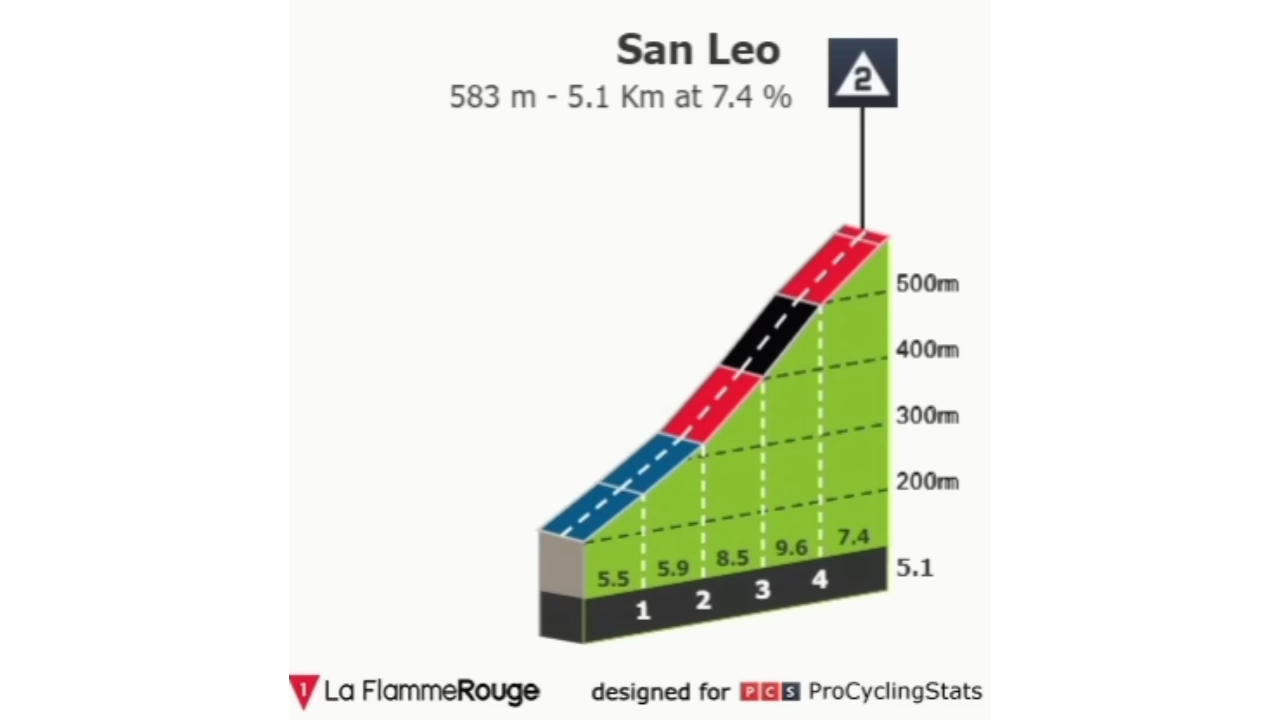 San Leo
2
583 m - 5.1 Km at 7.4 %
500m
400m
300m
200m
5.5 5.9 8.5 9.6 7.4
5.1
1 2 3 4
1 La FlammeRouge
designed for PCS ProCyclingStats